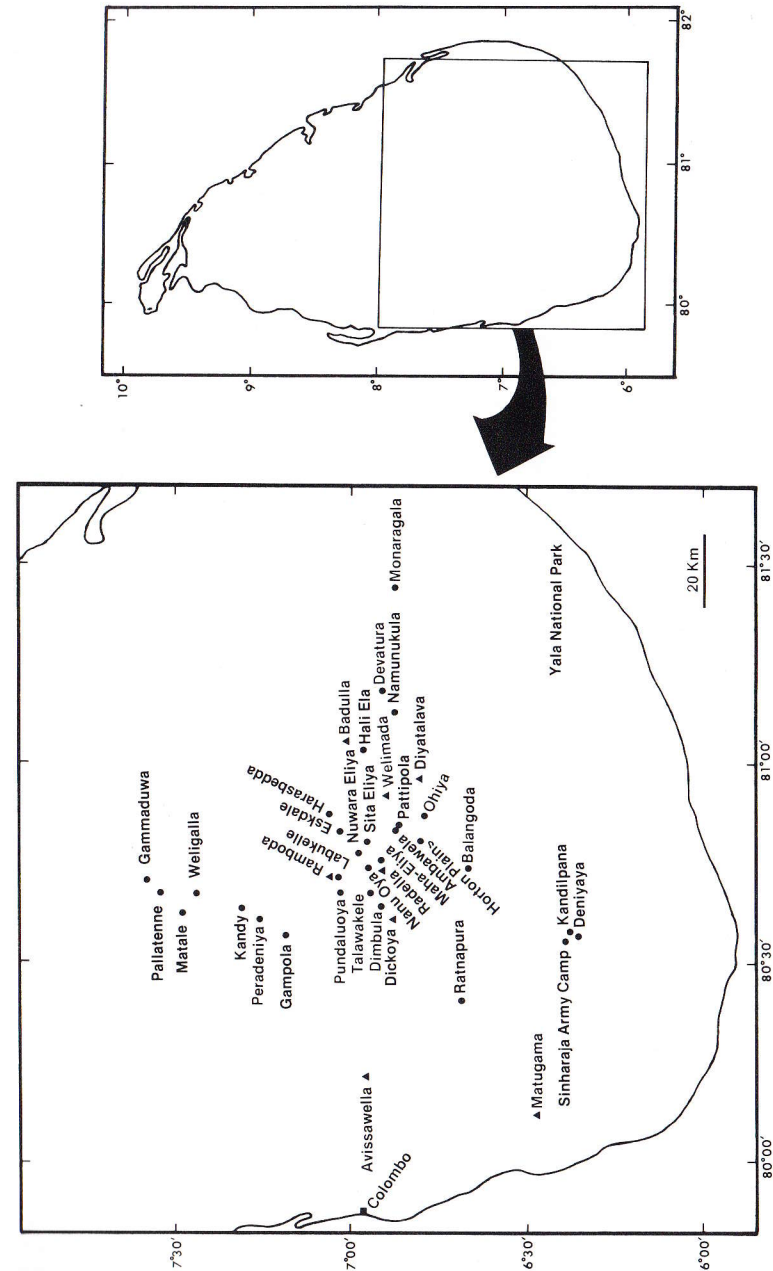 10°
9°
8°
7°
6°
80°
81°
82°
7°30'
7°00'
6°30'
6°00'
80°00'
80°30'
81°00'
81°30'
Gammaduwa
Pallatenne
Matale
Weligalla
Kandy
Peradeniya
Gampola
Harasbedda
Eskdale
Ramboda
Labukelle
Pundaluoya
Nuwara Eliya
Badulla
Talawakele
Sita Eliya
Hali Ela
Dimbula
Devatura
Dickoya
Welimada
Namunukula
Monaragala
Nanu Oya
Radella
Maha-Eliya
Ambawela
Pattipola
Horton Plains
Diyatalava
Ohiya
Avissawella
Colombo
Ratnapura
Balangoda
Matugama
Sinharaja Army Camp
Kandilpana
Deniyaya
Yala National Park
20 Km